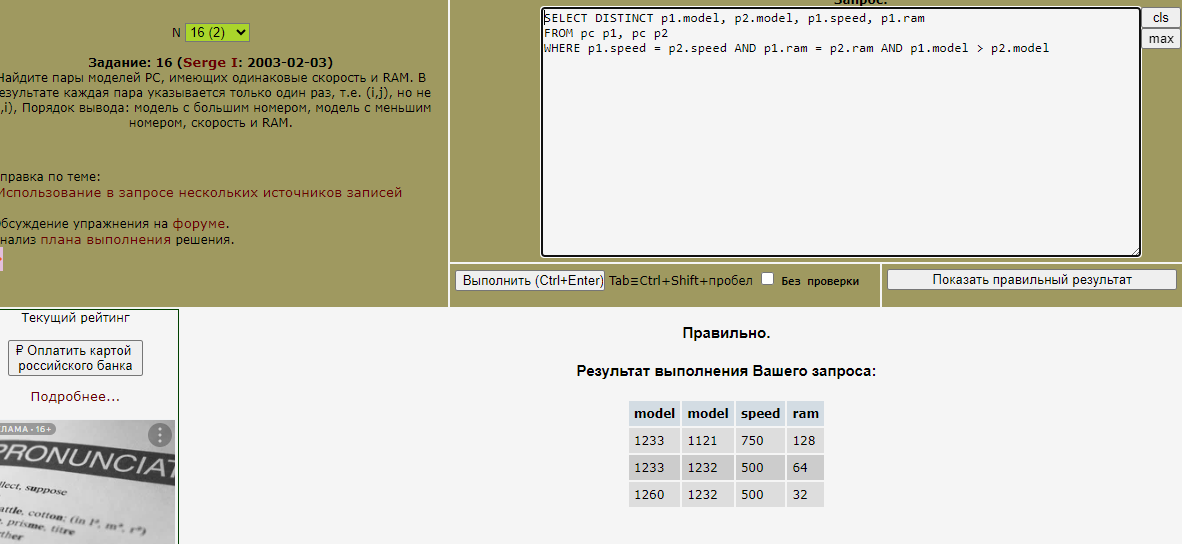 Запрос:
N 16 (2)
Задание: 16 (Serge I: 2003-02-03)
Найдите пары моделей PC, имеющих одинаковые скорость и RAM. В
езультате каждая пара указывается только один раз, т.е. (i,j), но не
,i), Порядок вывода: модель с большим номером, модель с меньшим
номером, скорость и RAM.
правка по теме:
Использование в запросе нескольких источников записей
бсуждение упражнения на форуме.
нализ плана выполнения решения.
SELECT DISTINCT p1.model, p2.model, p1.speed, p1.ram
FROM pc p1, pc p2
WHERE p1.speed = p2.speed AND p1.ram = p2.ram AND p1.model > p2.model
cls
max
Выполнить (Ctrl+Enter) Tab≡Ctrl+Shift+пробел Без проверки
Показать правильный результат
Текущий рейтинг
₽ Оплатить картой
российского банка
Подробнее...
ЛАМА • 16+
PRONUNCIAT
llect, suppose
attle, cotton; (in
, prisme, titre
ther
Правильно.
Результат выполнения Вашего запроса:
model model speed ram
1233 1121 750 128
1233 1232 500 64
1260 1232 500 32